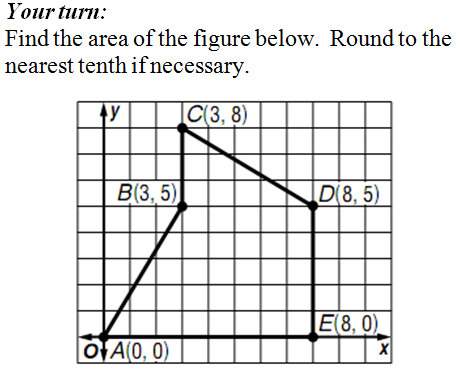 Your turn:
Find the area of the figure below. Round to the
nearest tenth if necessary.
y
C(3, 8)
B(3, 5)
D(8, 5)
E(8, 0)
O A(0, 0)
x